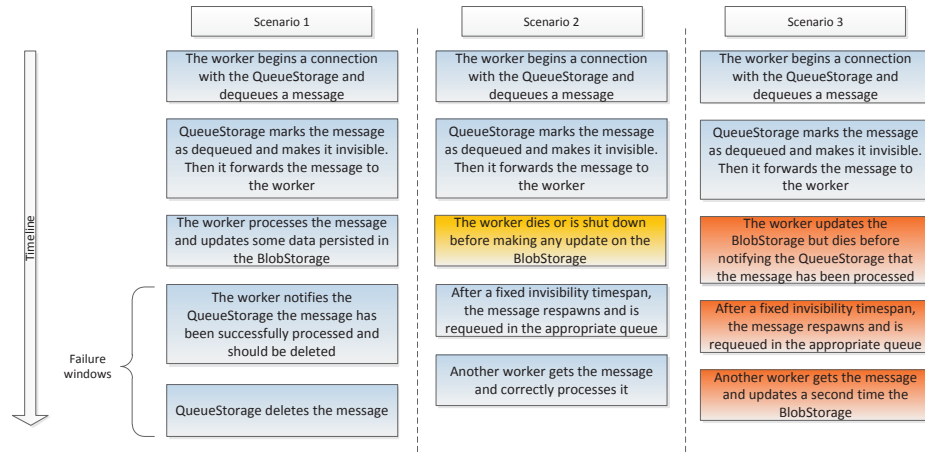 Scenario 1
Scenario 2
Scenario 3
Timeline
The worker begins a connection
with the QueueStorage and
dequeues a message
QueueStorage marks the message
as dequeued and makes it invisible.
Then it forwards the message to
the worker
The worker processes the message
and updates some data persisted in
the BlobStorage
Failure
windows
The worker notifies the
QueueStorage the message has
been successfully processed and
should be deleted
QueueStorage deletes the message
The worker begins a connection
with the QueueStorage and
dequeues a message
QueueStorage marks the message
as dequeued and makes it invisible.
Then it forwards the message to
the worker
The worker dies or is shut down
before making any update on the
BlobStorage
After a fixed invisibility timespan,
the message respawns and is
requeued in the appropriate queue
Another worker gets the message
and correctly processes it
The worker begins a connection
with the QueueStorage and
dequeues a message
QueueStorage marks the message
as dequeued and makes it invisible.
Then it forwards the message to
the worker
The worker updates the
BlobStorage but dies before
notifying the QueueStorage that
the message has been processed
After a fixed invisibility timespan,
the message respawns and is
requeued in the appropriate queue
Another worker gets the message
and updates a second time the
BlobStorage